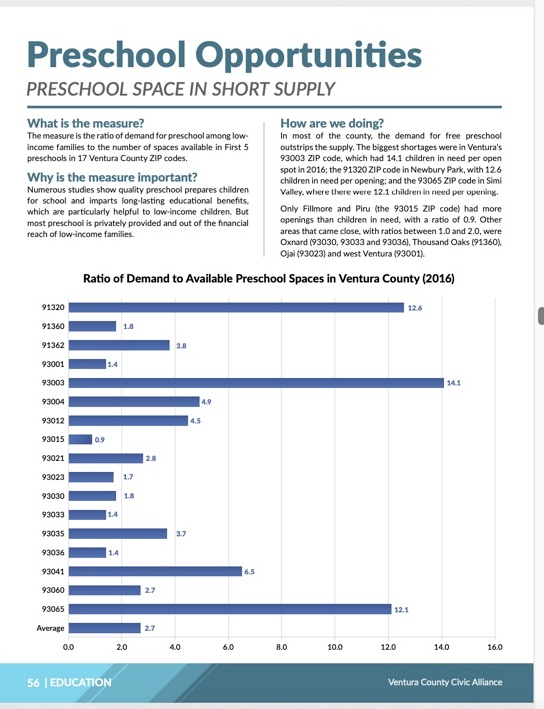 Preschool Opportunities
PRESCHOOL SPACE IN SHORT SUPPLY
What is the measure?
The measure is the ratio of demand for preschool among low-
income families to the number of spaces available in First 5
preschools in 17 Ventura County ZIP codes.
Why is the measure important?
Numerous studies show quality preschool prepares children
for school and imparts long-lasting educational benefits,
which are particularly helpful to low-income children. But
most preschool is privately provided and out of the financial
reach of low-income families.
How are we doing?
In most of the county, the demand for free preschool
outstrips the supply. The biggest shortages were in Ventura's
93003 ZIP code, which had 14.1 children in need per open
spot in 2016; the 91320 ZIP code in Newbury Park, with 12.6
children in need per opening; and the 93065 ZIP code in Simi
Valley, where there were 12.1 children in need per opening.
Only Fillmore and Piru (the 93015 ZIP code) had more
openings than children in need, with a ratio of 0.9. Other
areas that came close, with ratios between 1.0 and 2.0, were
Oxnard (93030, 93033 and 93036), Thousand Oaks (91360),
Ojai (93023) and west Ventura (93001).
Ratio of Demand to Available Preschool Spaces in Ventura County (2016)
91320 12.6
91360 1.8
91362 3.8
93001 1.4
93003 14.1
93004 4.9
93012 4.5
93015 0.9
93021 2.8
93023 1.7
93030 1.8
93033 1.4
93035 3.7
93036 1.4
93041 6.5
93060 2.7
93065 12.1
Average 2.7
0.0 2.0 4.0 6.0 8.0 10.0 12.0 14.0 16.0
56 | EDUCATION
Ventura County Civic Alliance